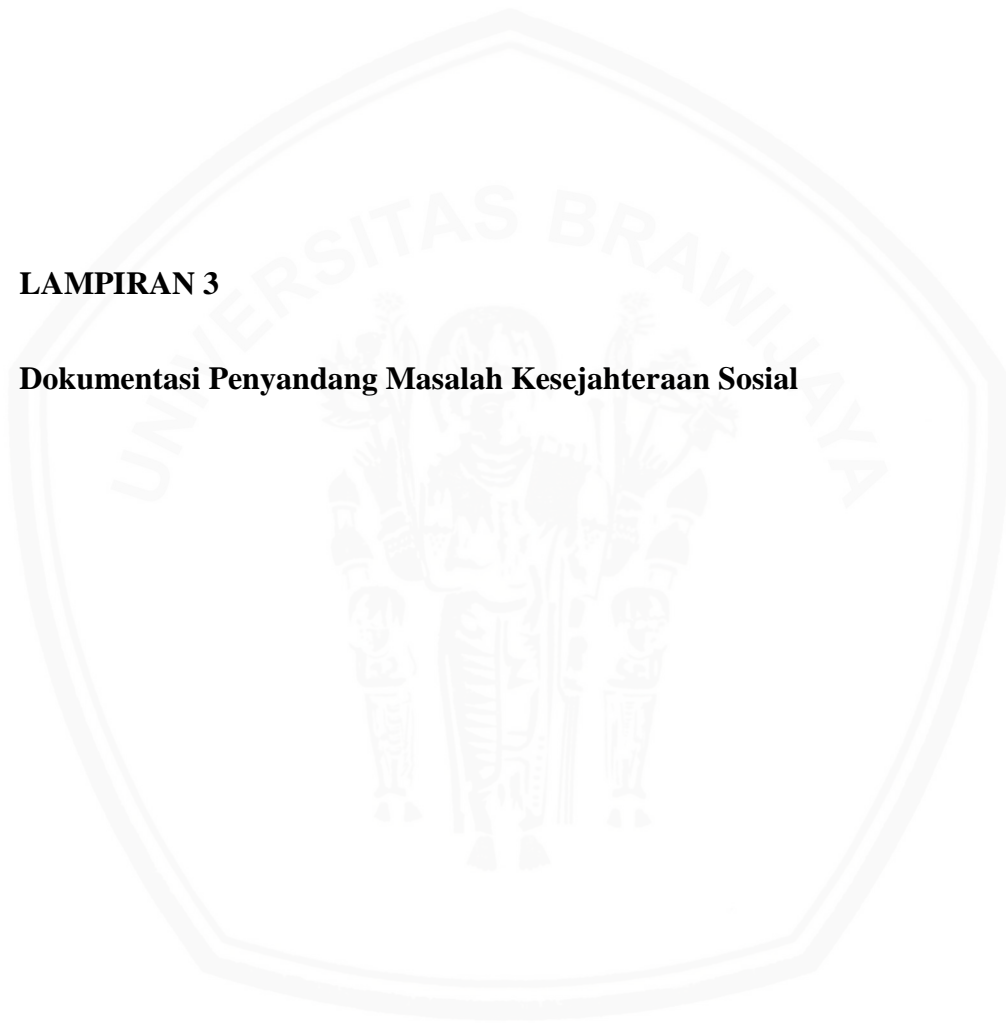 UNIVERSITAS BRAWIJAYA
LAMPIRAN 3
Dokumentasi Penyandang Masalah Kesejahteraan Sosial